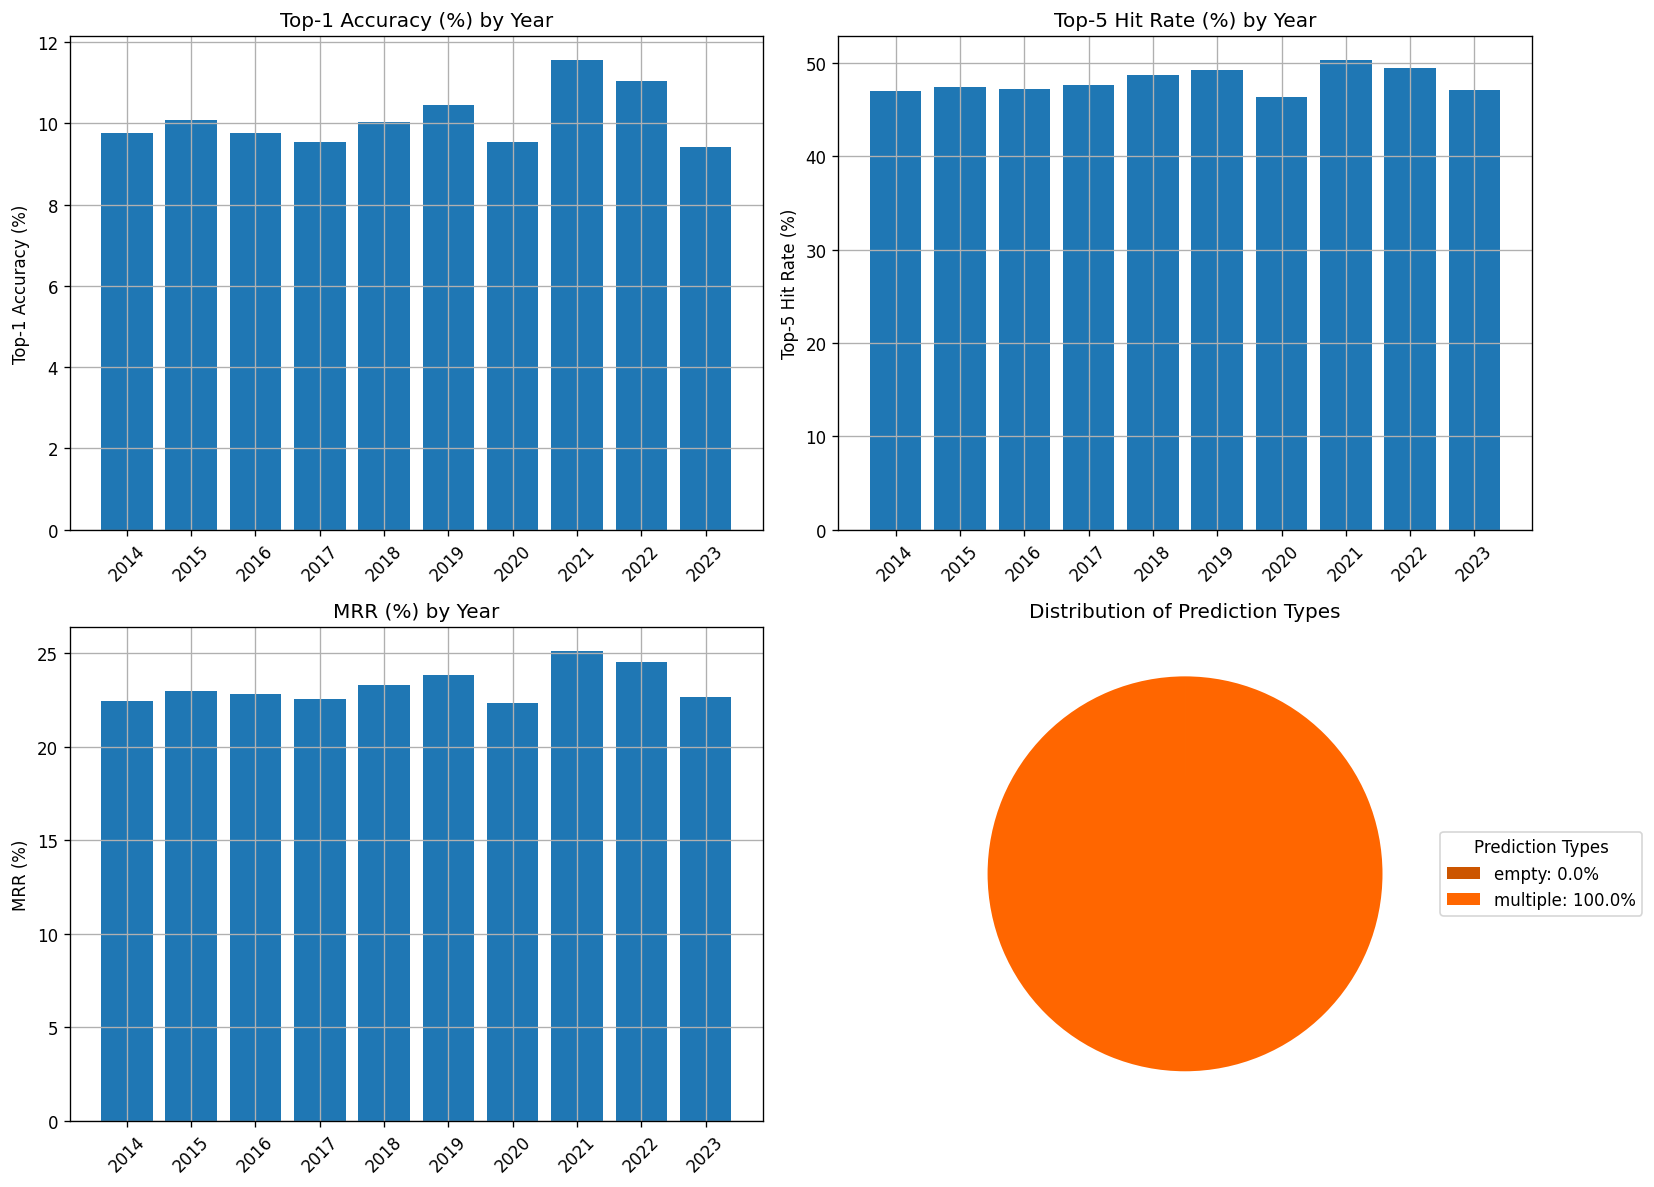 Top-1 Accuracy (%) by Year
Top-1 Accuracy (%)
12
10
8
6
4
2
0
2014 2015 2016 2017 2018 2019 2020 2021 2022 2023
Top-5 Hit Rate (%) by Year
Top-5 Hit Rate (%)
50
40
30
20
10
0
2014 2015 2016 2017 2018 2019 2020 2021 2022 2023
MRR (%) by Year
MRR (%)
25
20
15
10
5
0
2014 2015 2016 2017 2018 2019 2020 2021 2022 2023
Distribution of Prediction Types
Prediction Types
empty: 0.0%
multiple: 100.0%